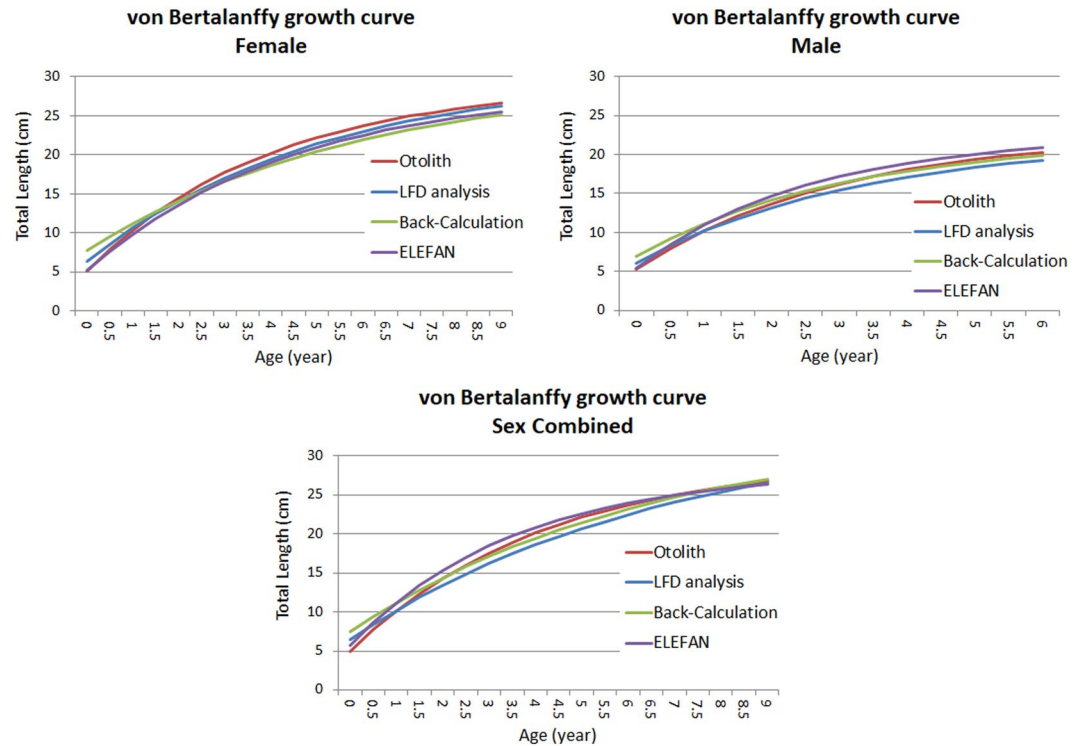 von Bertalanffy growth curve
Female
Total Length (cm)
30
25
20
15
10
5
0
Otolith
LFD analysis
Back-Calculation
ELEFAN
0 0.5 1 1.5 2 2.5 3 3.5 4 4.5 5 5.5 6 6.5 7 7.5 8 8.5 9
Age (year)
von Bertalanffy growth curve
Male
Total Length (cm)
30
25
20
15
10
5
0
Otolith
LFD analysis
Back-Calculation
ELEFAN
0 0.5 1 1.5 2 2.5 3 3.5 4 4.5 5 5.5 6
Age (year)
von Bertalanffy growth curve
Sex Combined
Total Length (cm)
30
25
20
15
10
5
0
Otolith
LFD analysis
Back-Calculation
ELEFAN
0 0.5 1 1.5 2 2.5 3 3.5 4 4.5 5 5.5 6 6.5 7 7.5 8 8.5 9
Age (year)